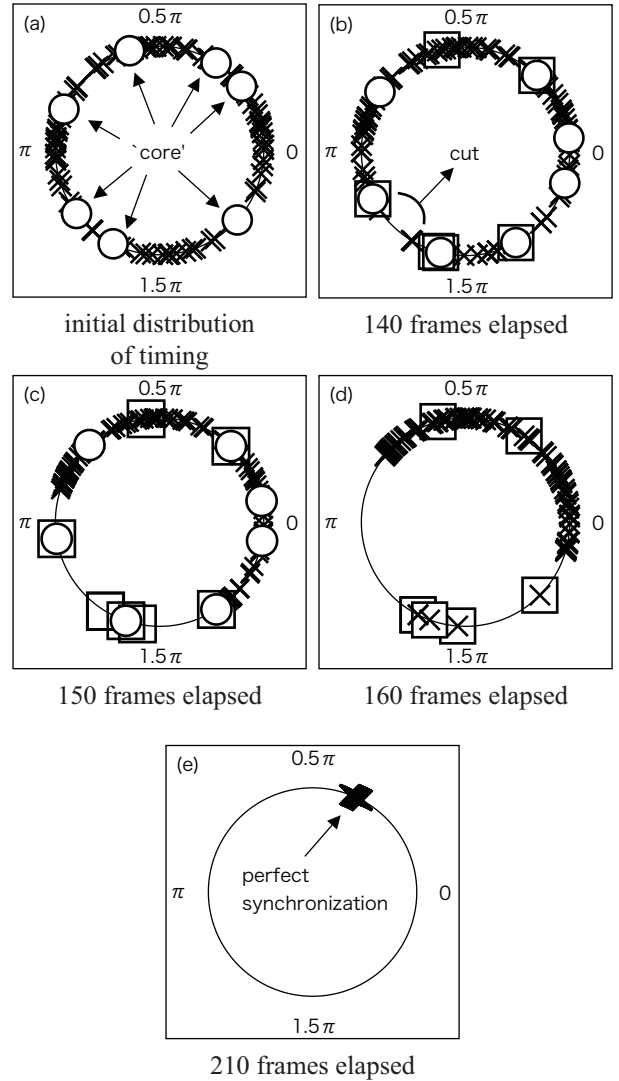 (a)
0.5π
π
core'
0
1.5π
initial distribution
of timing
(b)
0.5π
π
cut
0
1.5π
140 frames elapsed
(c)
0.5π
π
0
1.5π
150 frames elapsed
(d)
0.5π
π
0
1.5π
160 frames elapsed
(e)
0.5π
π
perfect
synchronization
0
1.5π
210 frames elapsed